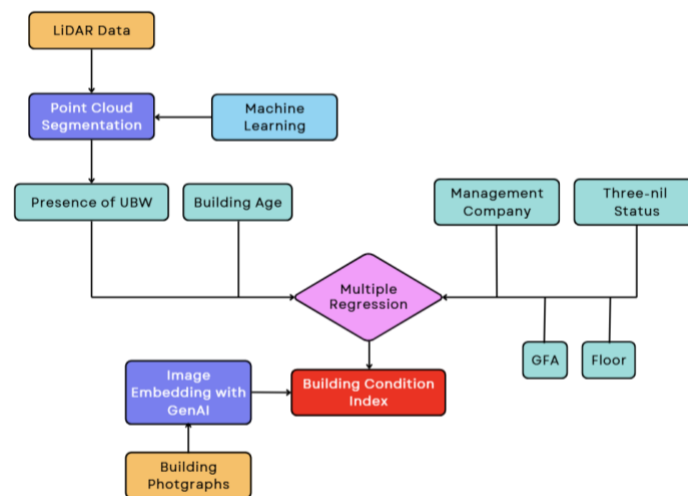 LiDAR Data
Point Cloud
Segmentation
Machine
Learning
Presence of UBW
Building Age
Management
Company
Three-nil
Status
Multiple
Regression
GFA
Floor
Image
Embedding with
GenAI
Building Condition
Index
Building
Photgraphs